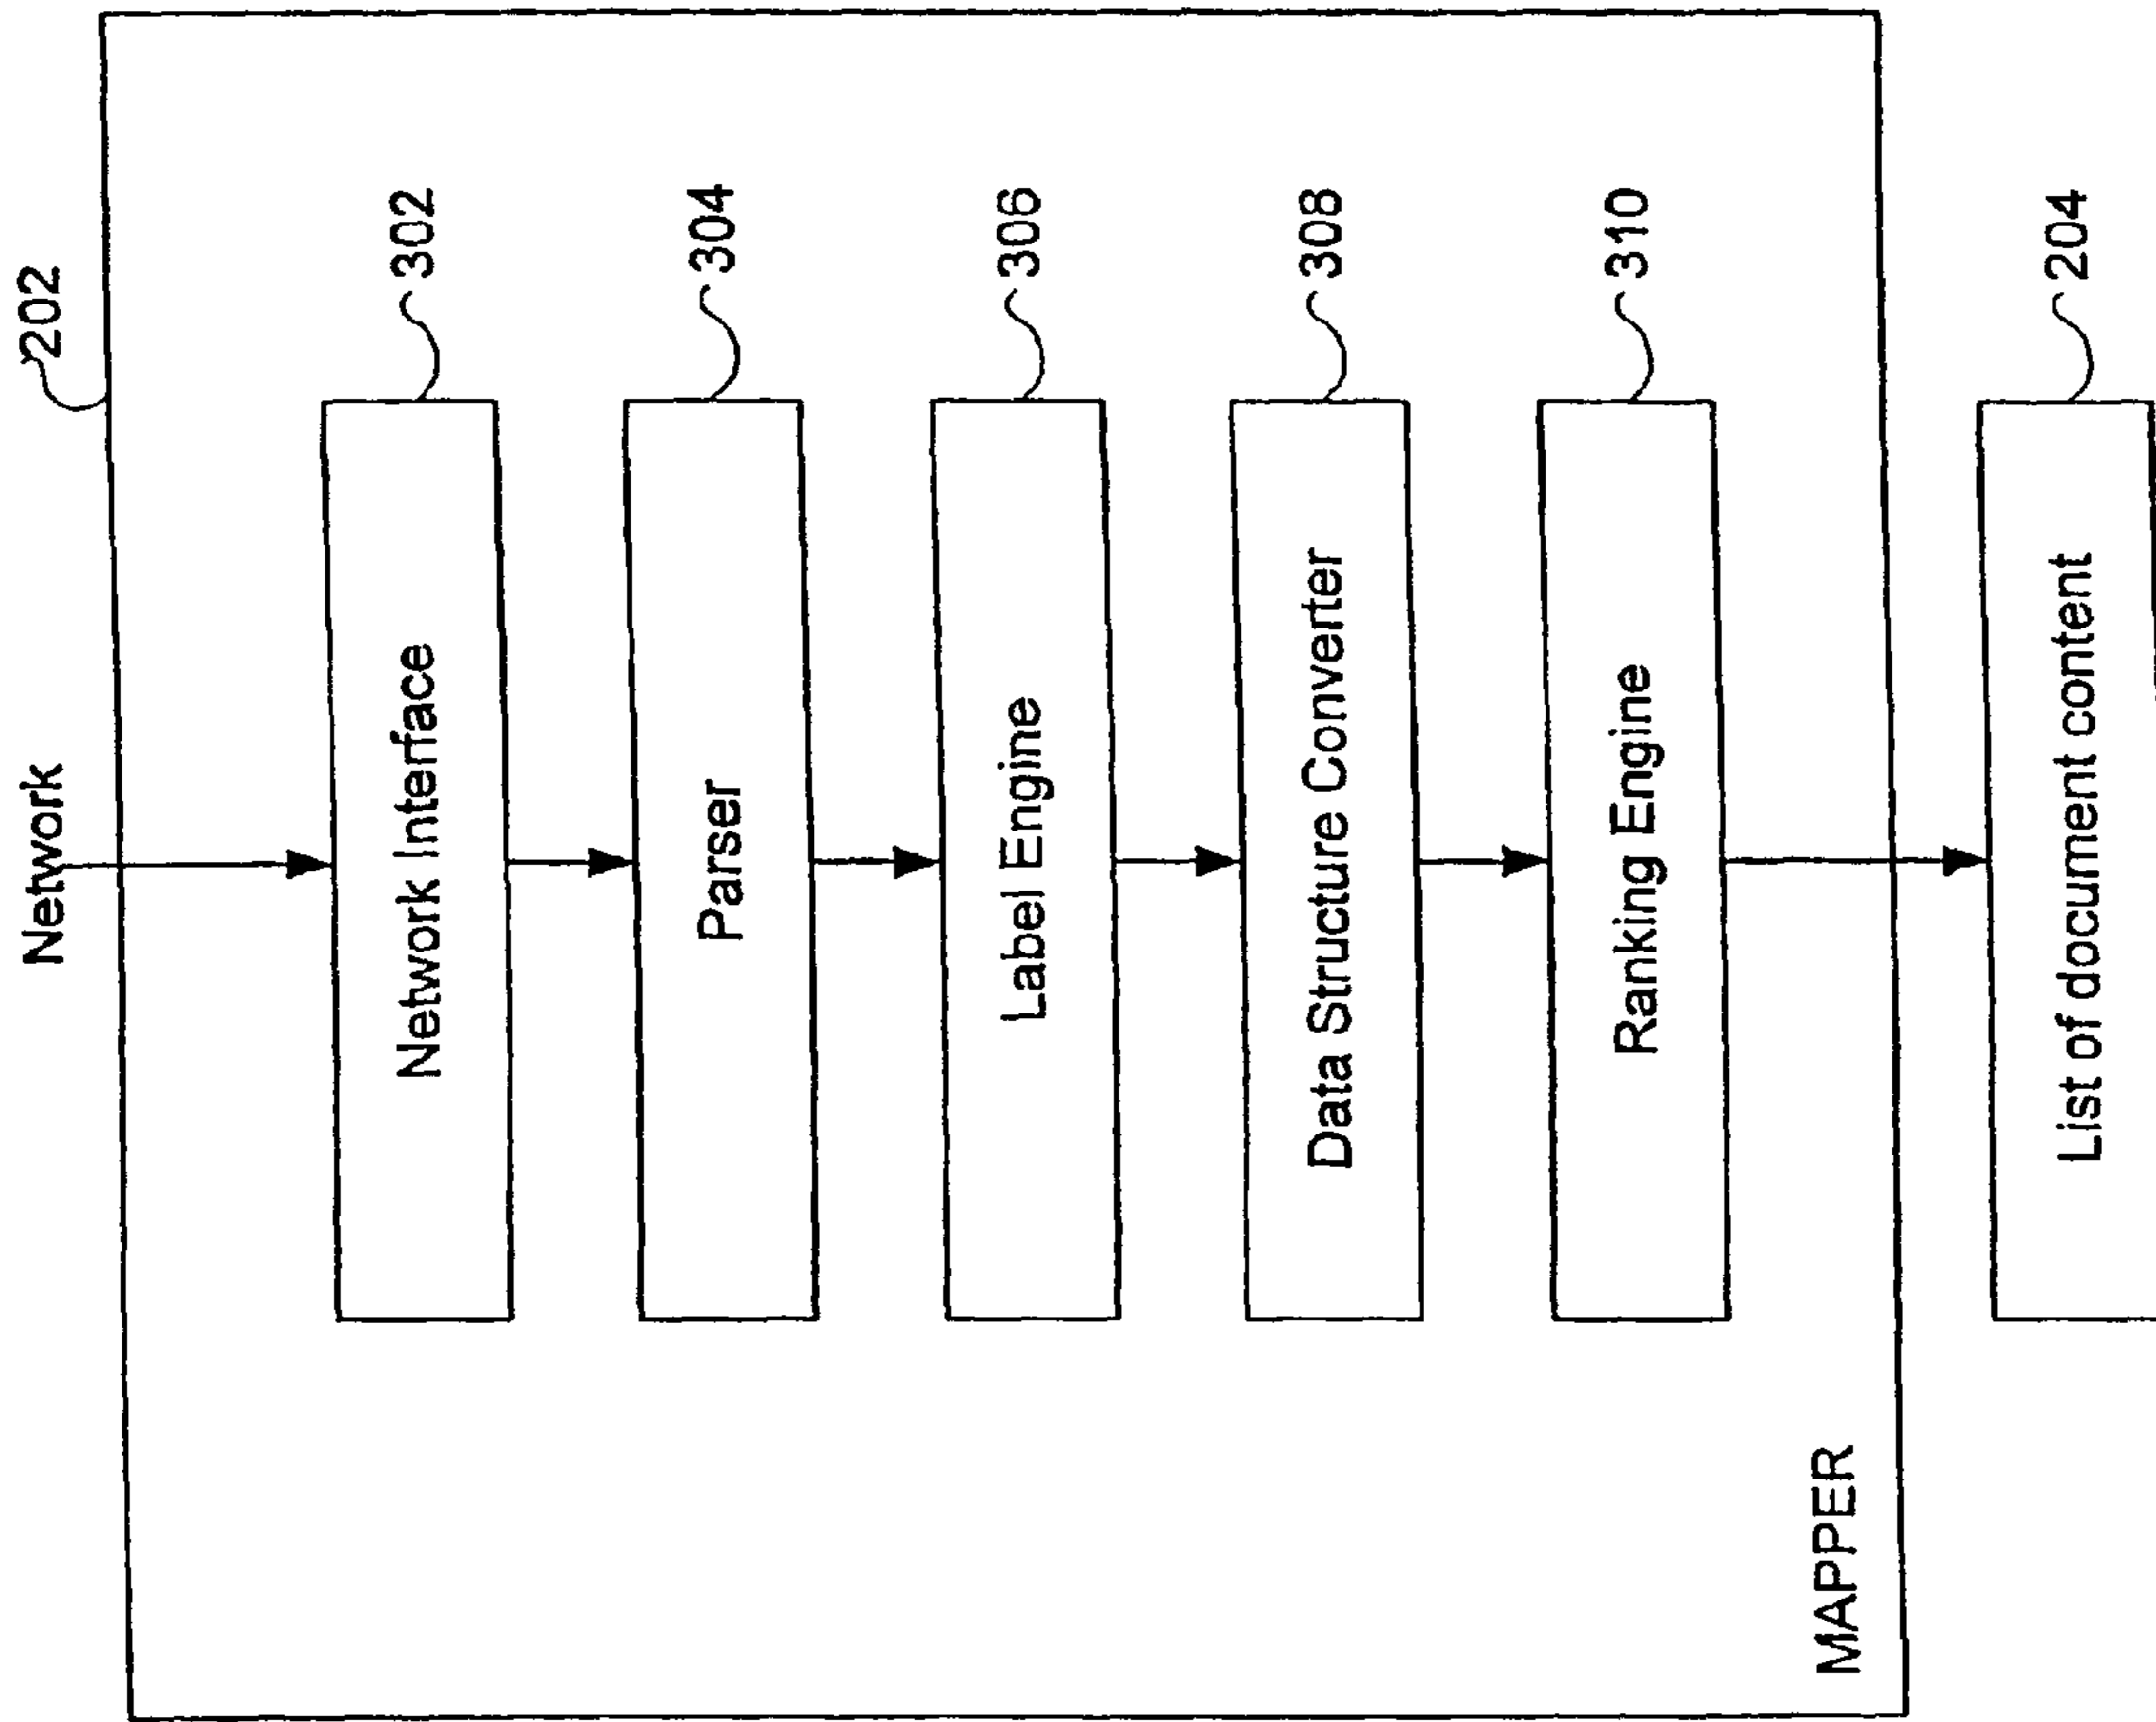 Network
202
Network Interface
302
Parser
304
Label Engine
306
Data Structure Converter
308
Ranking Engine
310
MAPPER
List of document content
204